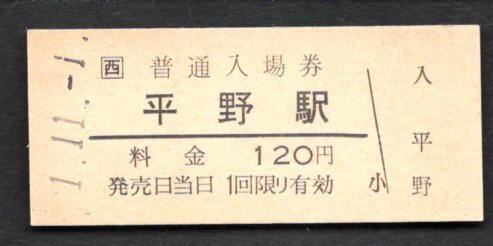 1.11.-1.
西 普通入場券
平野駅
料金 120円
発売日当日 1回限り有効
小
入
平
野